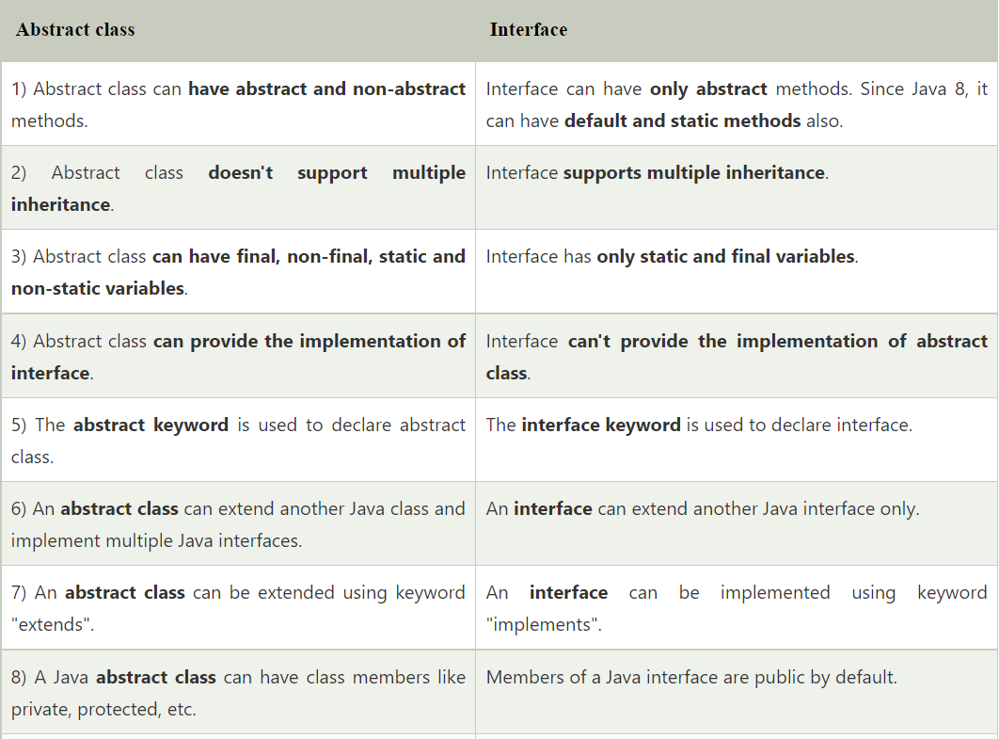 Abstract class
Interface
1) Abstract class can have abstract and non-abstract
methods.
Interface can have only abstract methods. Since Java 8, it
can have default and static methods also.
2) Abstract class doesn't support multiple
inheritance.
Interface supports multiple inheritance.
3) Abstract class can have final, non-final, static and
non-static variables.
Interface has only static and final variables.
4) Abstract class can provide the implementation of
interface.
Interface can't provide the implementation of abstract
class.
5) The abstract keyword is used to declare abstract
class.
The interface keyword is used to declare interface.
6) An abstract class can extend another Java class and
implement multiple Java interfaces.
An interface can extend another Java interface only.
7) An abstract class can be extended using keyword
"extends".
An interface can be implemented using keyword
"implements".
8) A Java abstract class can have class members like
private, protected, etc.
Members of a Java interface are public by default.